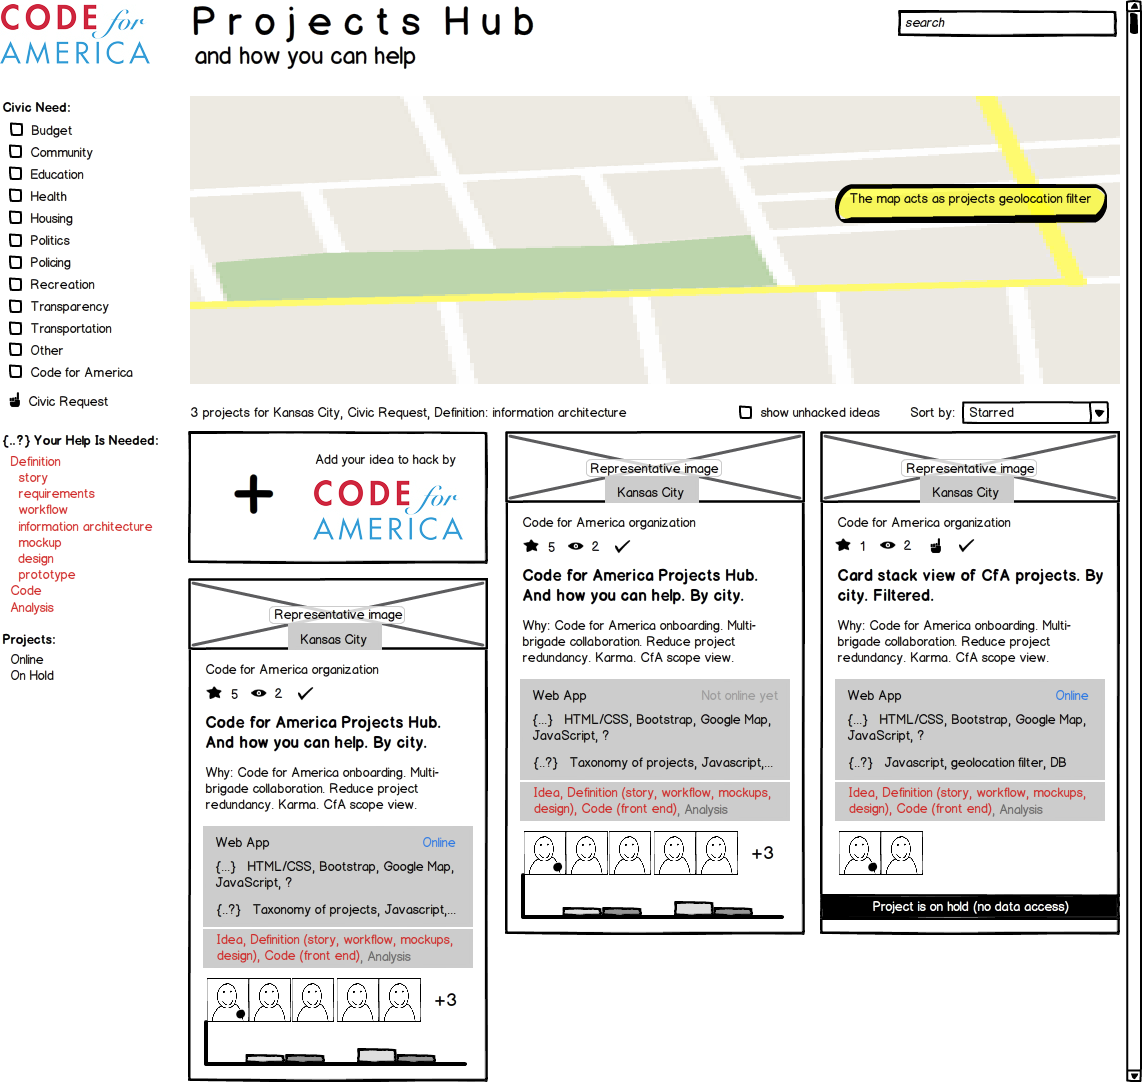 CODE for
AMERICA
Projects Hub
and how you can help
search
Civic Need:
Budget
Community
Education
Health
Housing
Politics
Policing
Recreation
Transparency
Transportation
Other
Code for America
Civic Request
{..?} Your Help Is Needed:
Definition
story
requirements
workflow
information architecture
mockup
design
prototype
Code
Analysis
Projects:
Online
On Hold
The map acts as projects geolocation filter
3 projects for Kansas City, Civic Request, Definition: information architecture
show unhacked ideas
Sort by:
Starred
+
Add your idea to hack by
CODE for
AMERICA
Representative image
Kansas City
Code for America organization
5 2
Code for America Projects Hub.
And how you can help. By city.
Why: Code for America onboarding. Multi-
brigade collaboration. Reduce project
redundancy. Karma. CfA scope view.
Web App Online
{...} HTML/CSS, Bootstrap, Google Map,
JavaScript, ?
{..?} Taxonomy of projects, Javascript,...
Idea, Definition (story, workflow, mockups,
design), Code (front end), Analysis
+3
Representative image
Kansas City
Code for America organization
5 2
Code for America Projects Hub.
And how you can help. By city.
Why: Code for America onboarding. Multi-
brigade collaboration. Reduce project
redundancy. Karma. CfA scope view.
Web App Not online yet
{...} HTML/CSS, Bootstrap, Google Map,
JavaScript, ?
{..?} Taxonomy of projects, Javascript,...
Idea, Definition (story, workflow, mockups,
design), Code (front end), Analysis
+3
Representative image
Kansas City
Code for America organization
1 2
Card stack view of CfA projects. By
city. Filtered.
Why: Code for America onboarding. Multi-
brigade collaboration. Reduce project
redundancy. Karma. CfA scope view.
Web App Online
{...} HTML/CSS, Bootstrap, Google Map,
JavaScript, ?
{..?} Javascript, geolocation filter, DB
Idea, Definition (story, workflow, mockups,
design), Code (front end), Analysis
Project is on hold (no data access)